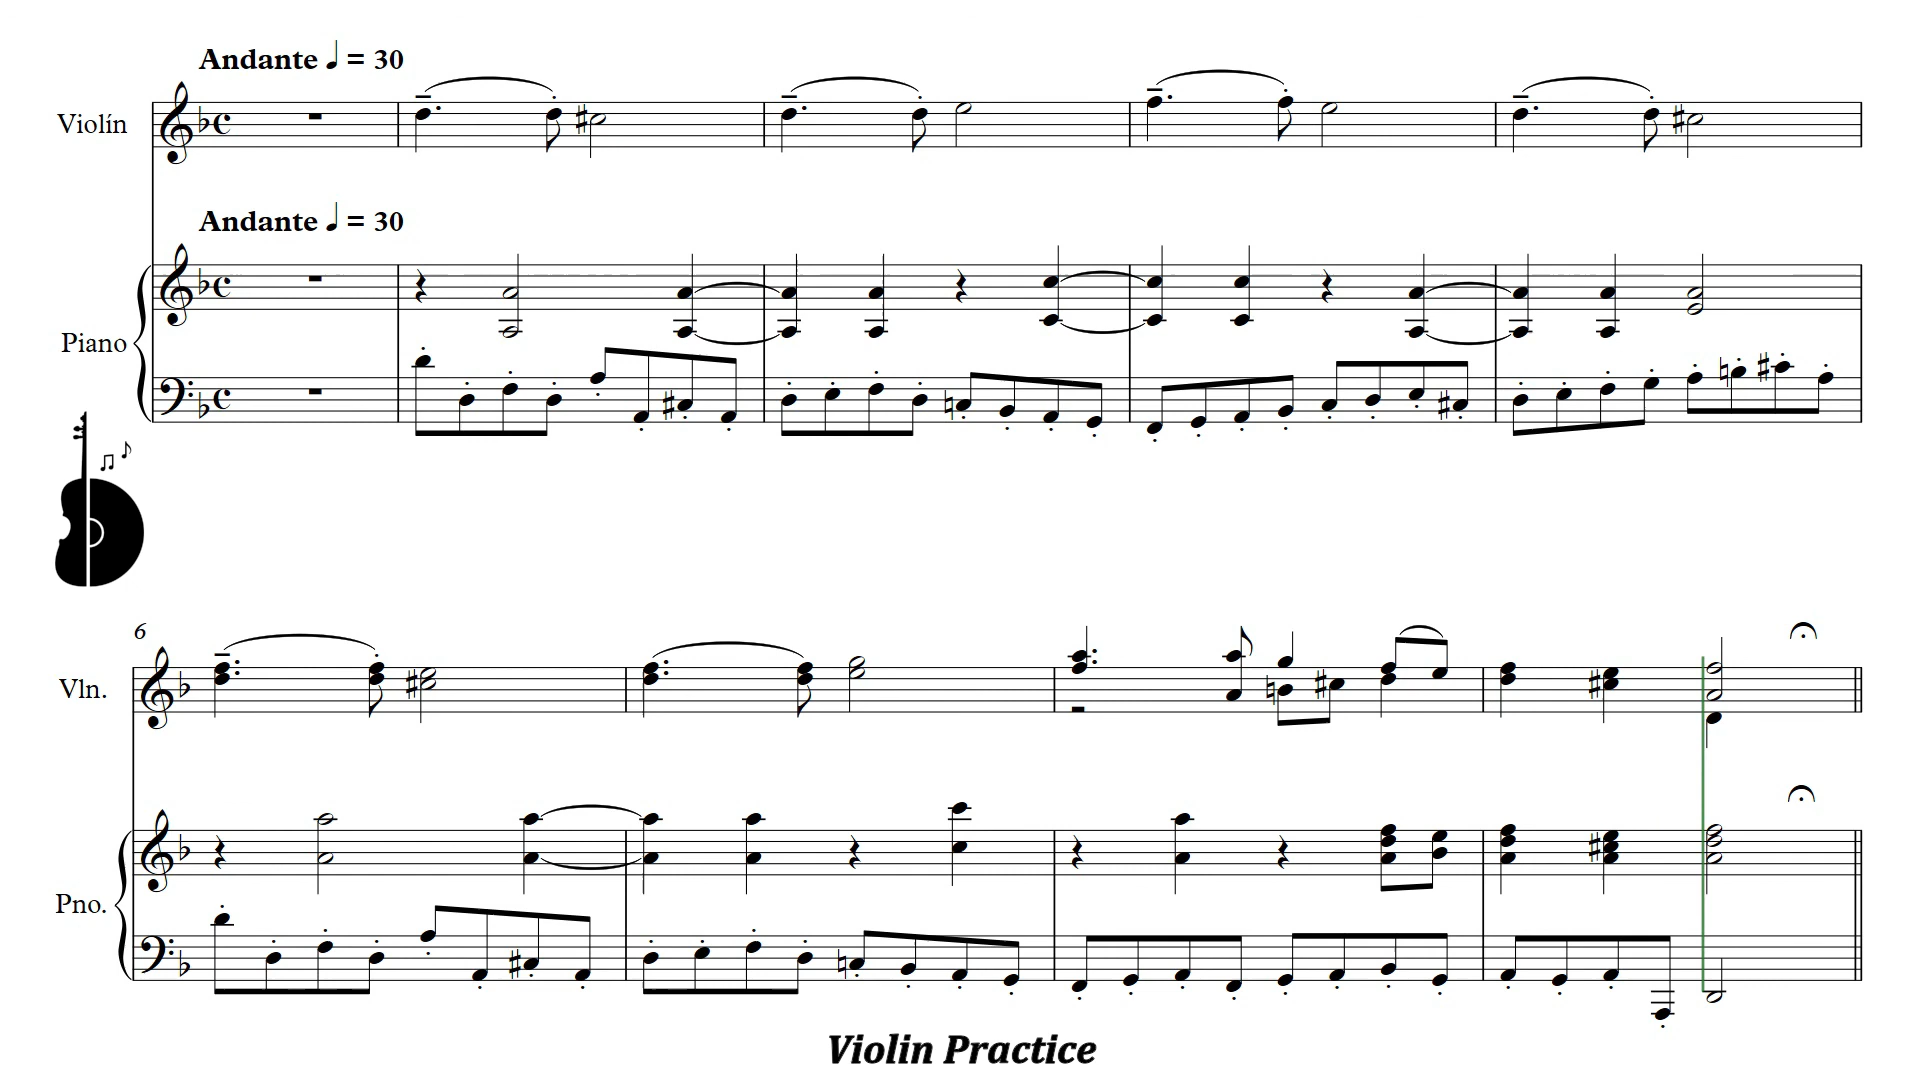 Andante ♩ = 30
Violín
Andante ♩ = 30
Piano
6
Vln.
Pno.
Violin Practice